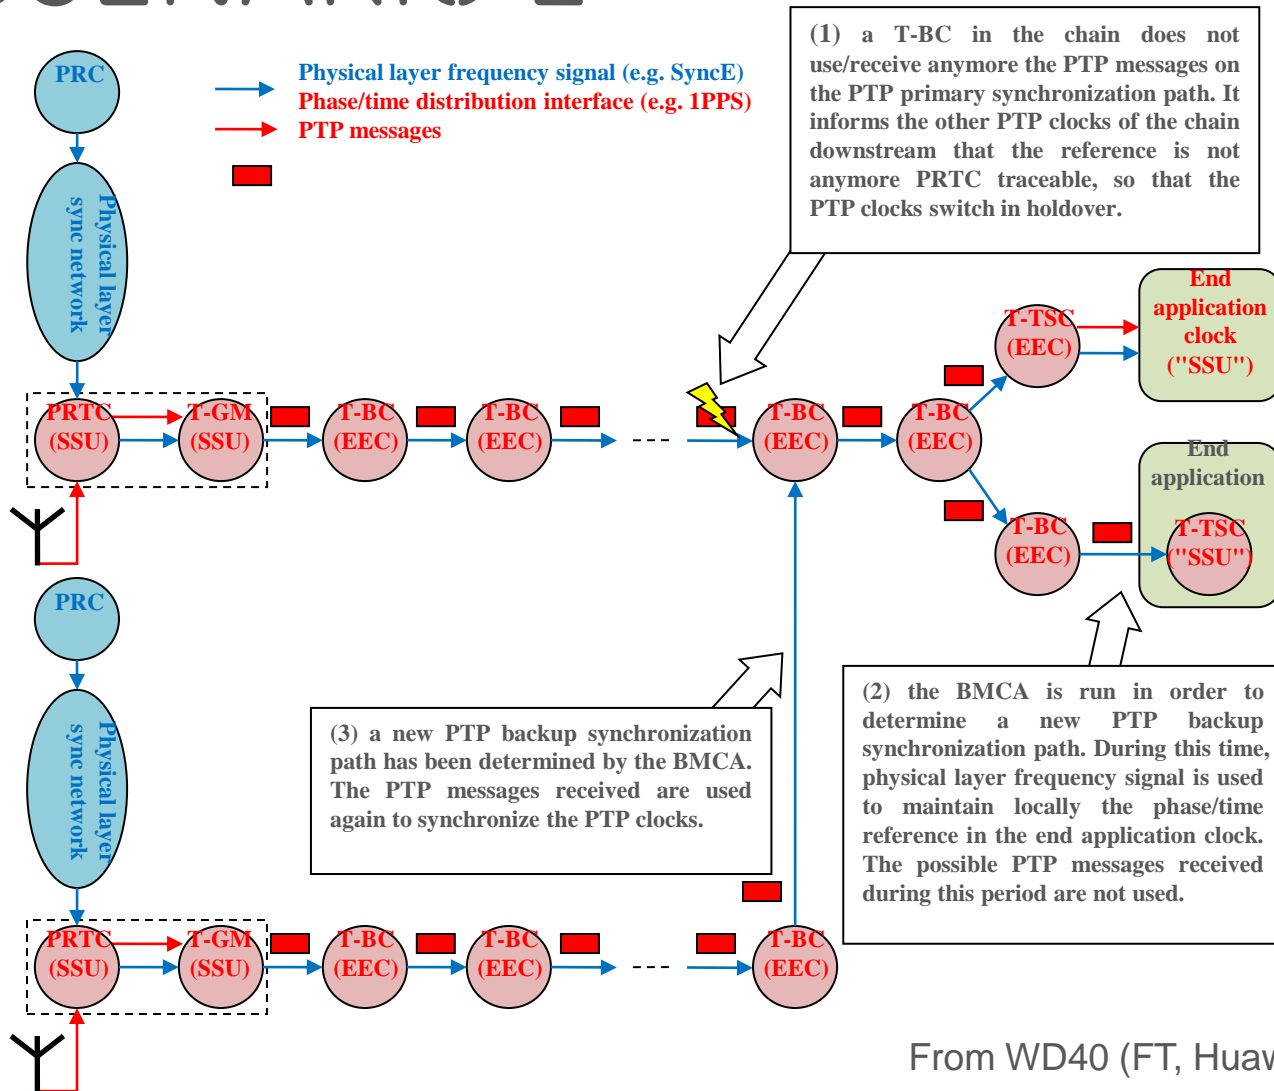 PRC
Physical layer frequency signal (e.g. SyncE)
Phase/time distribution interface (e.g. 1PPS)
PTP messages
(1) a T-BC in the chain does not
use/receive anymore the PTP messages on
the PTP primary synchronization path. It
informs the other PTP clocks of the chain
downstream that the reference is not
anymore PRTC traceable, so that the
PTP clocks switch in holdover.
Physical layer
sync network
End
application
clock
("SSU")
T-TSC
(EEC)
PRTC
(SSU)
T-GM
(SSU)
T-BC
(EEC)
T-BC
(EEC)
T-BC
(EEC)
T-BC
(EEC)
End
application
T-BC
(EEC)
T-TSC
("SSU")
PRC
Physical layer
sync network
(3) a new PTP backup synchronization
path has been determined by the BMCA.
The PTP messages received are used
again to synchronize the PTP clocks.
(2) the BMCA is run in order to
determine a new PTP backup
synchronization path. During this time,
physical layer frequency signal is used
to maintain locally the phase/time
reference in the end application clock.
The possible PTP messages received
during this period are not used.
PRTC
(SSU)
T-GM
(SSU)
T-BC
(EEC)
T-BC
(EEC)
T-BC
(EEC)
From WD40 (FT, Huaw